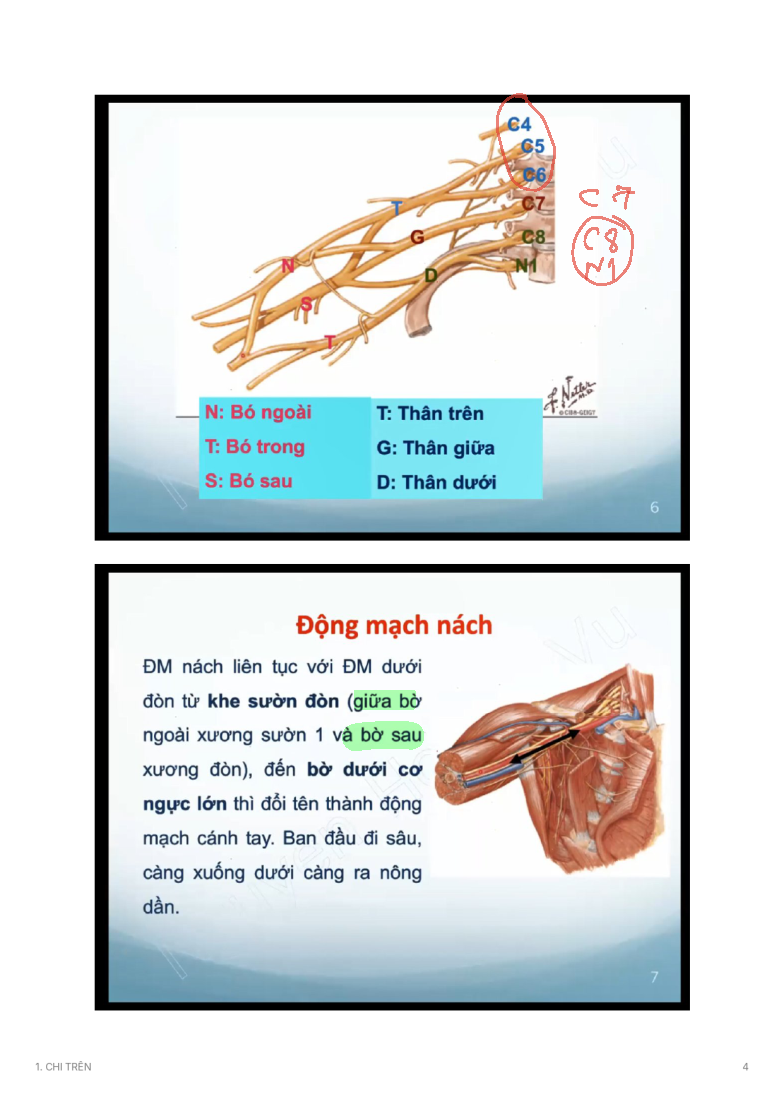 C4
C5
C6
C7
C8
N1
C 7
C8
N1
T
G
D
N
S
T
©CIBA-GEIGY
N: Bó ngoài
T: Bó trong
S: Bó sau
T: Thân trên
G: Thân giữa
D: Thân dưới
6
Động mạch nách
ĐM nách liên tục với ĐM dưới
đòn từ khe sườn đòn (giữa bờ
ngoài xương sườn 1 và bờ sau
xương đòn), đến bờ dưới cơ
ngực lớn thì đổi tên thành động
mạch cánh tay. Ban đầu đi sâu,
càng xuống dưới càng ra nông
dần.
7
1. CHI TRÊN
4